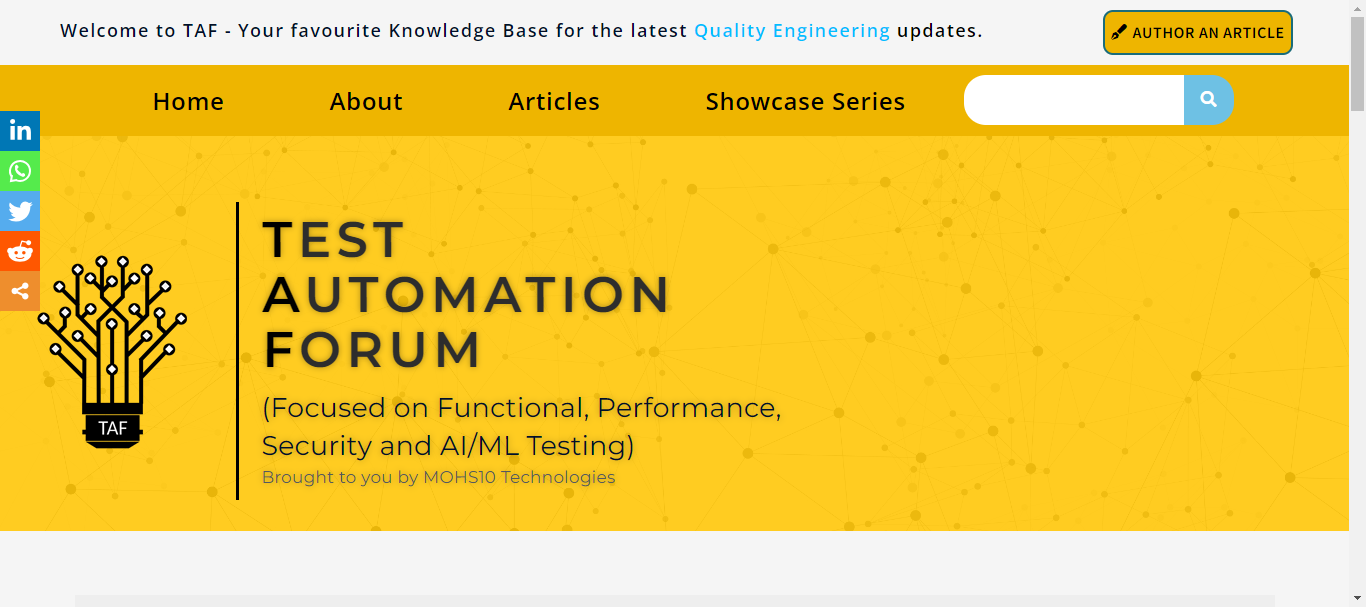 Welcome to TAF - Your favourite Knowledge Base for the latest Quality Engineering updates.
AUTHOR AN ARTICLE
Home
About
Articles
Showcase Series
in
TEST
AUTOMATION
FORUM
(Focused on Functional, Performance,
Security and AI/ML Testing)
Brought to you by MOHS10 Technologies
TAF